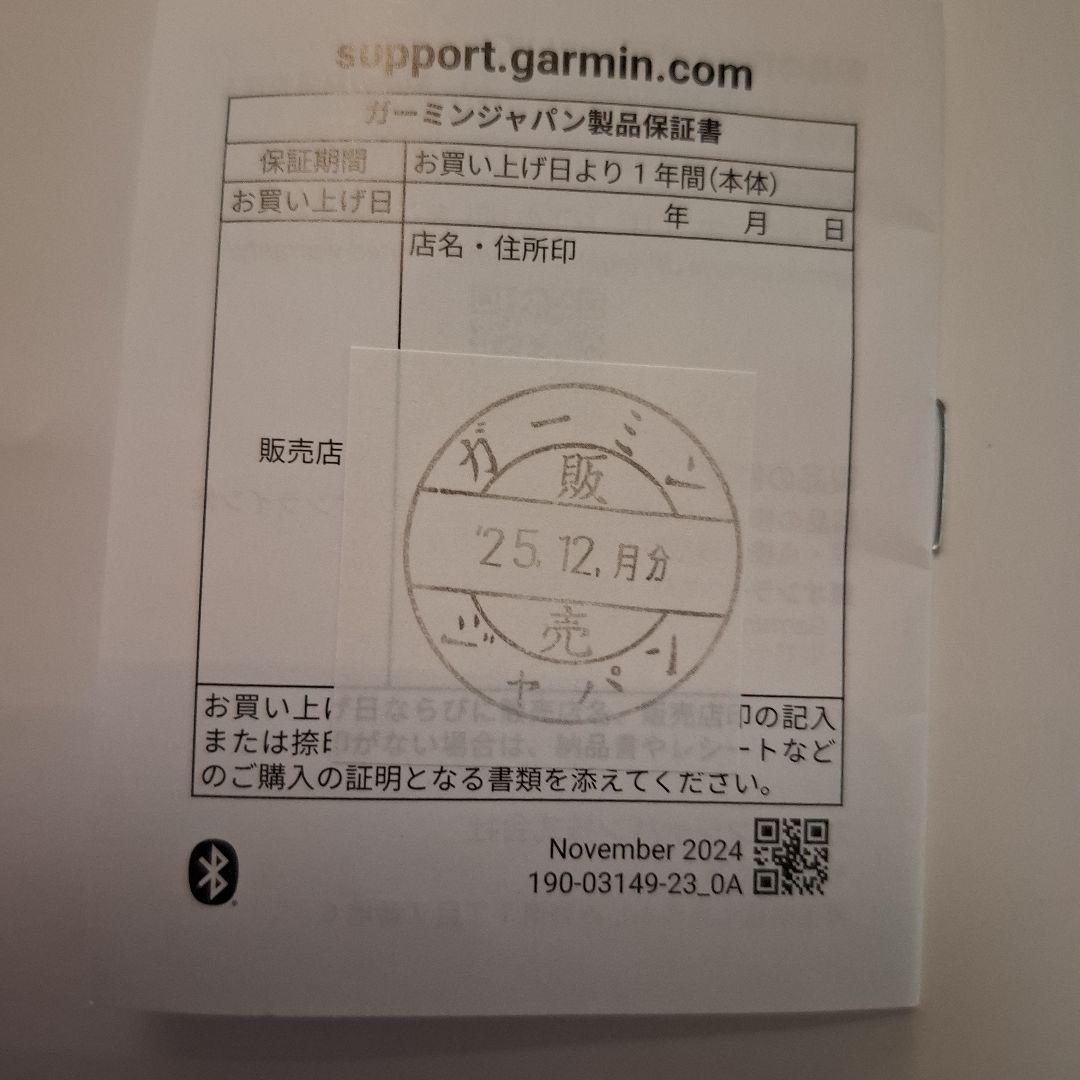 support.garmin.com
ガーミンジャパン製品保証書
保証期間 お買い上げ日より1年間(本体)
お買い上げ日 年 月 日
店名・住所印
販売店
ガーミン
販
'25.12.月分
売
ジャパン
お買い上げ日ならびに販売店名、販売店印の記入
または捺印がない場合は、納品書やレシートなど
のご購入の証明となる書類を添えてください。
November 2024
190-03149-23_0A